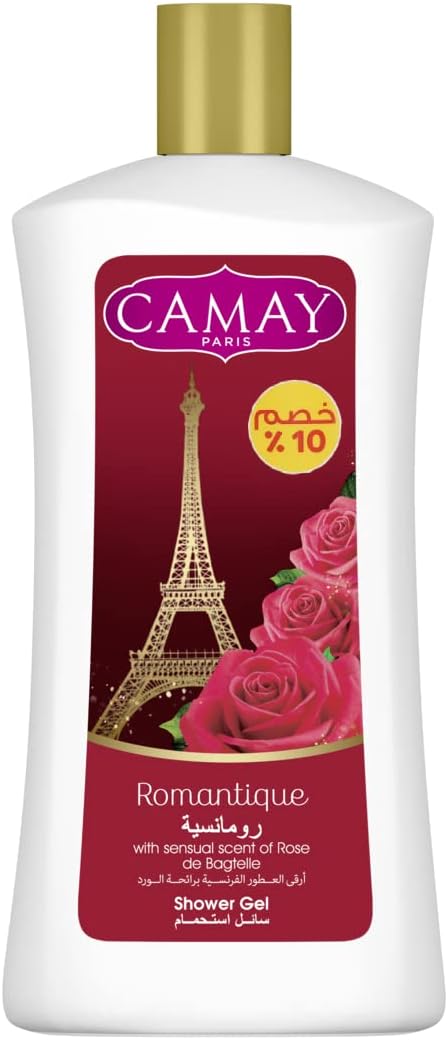 CAMAY
PARIS
خصم
10 ٪
Romantique
رومانسية
with sensual scent of Rose
de Bagtelle
أرقى العطور الفرنسية برائحة الورد
Shower Gel
سائل استحمام